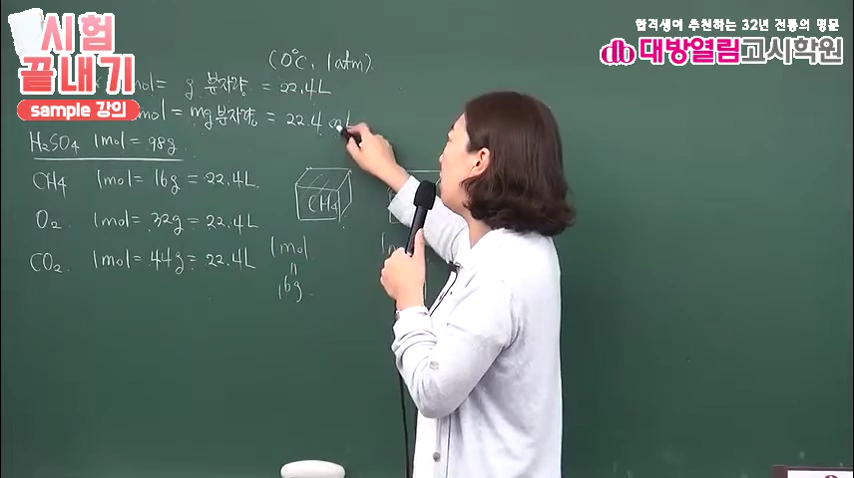 시험
끝내기
sample 강의
합격생이 추천하는 32년 전통의 명문
대방열림고시학원
(0℃, 1atm)
mol = g 분자량 = 22.4L
mol = mg 분자량 = 22.4 mL
H₂SO₄ 1mol = 98g
CH4 1mol = 16g = 22.4L
O₂ 1mol = 32g = 22.4L
CO₂ 1mol = 44g = 22.4L
CH4
1mol
=
16g